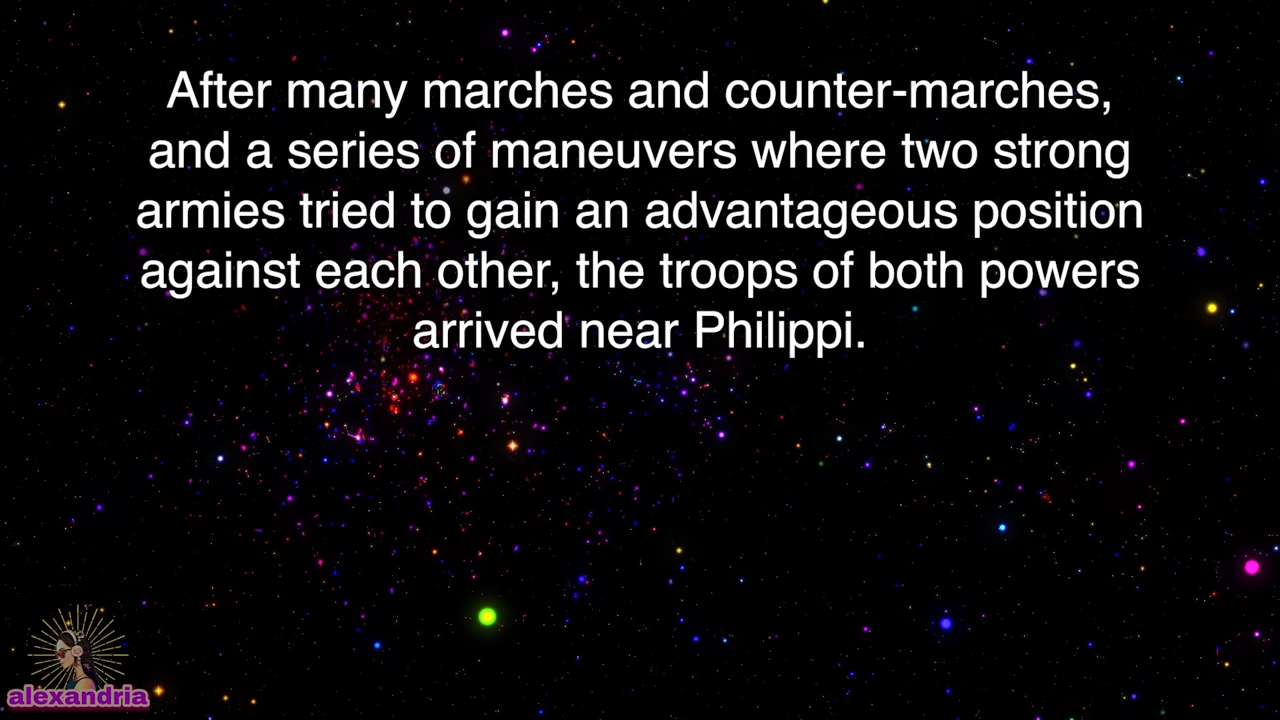 After many marches and counter-marches,
and a series of maneuvers where two strong
armies tried to gain an advantageous position
against each other, the troops of both powers
arrived near Philippi.
alexandria